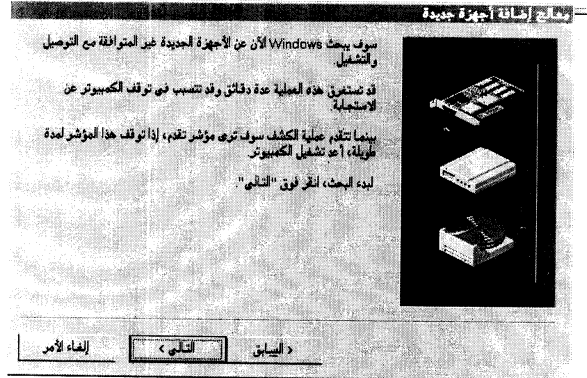 معالج إضافة أجهزة جديدة
سوف يبحث Windows الآن عن الأجهزة الجديدة غير المتوافقة مع التوصيل
والتشغيل.
قد تستغرق هذه العملية عدة دقائق وقد تتسبب في توقف الكمبيوتر عن
الاستجابة
بينما تتقدم عملية الكشف سوف ترى مؤشر تقدم، إذا توقف هذا المؤشر لمدة
طويلة، أعد تشغيل الكمبيوتر.
لبدء البحث، انقر فوق "التالي".
< السابق
التالي >
إلغاء الأمر